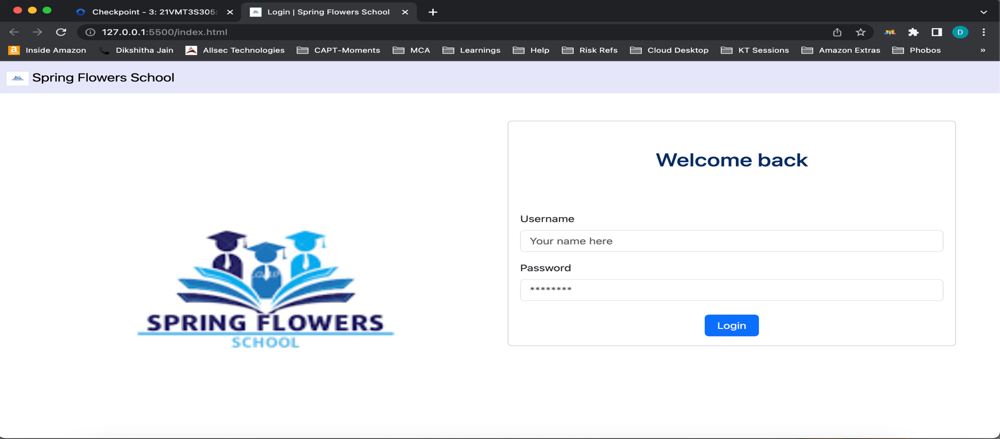 Checkpoint - 3: 21VMT3S305:
Login | Spring Flowers School
127.0.0.1:5500/index.html
D
Inside Amazon
Dikshitha Jain
Allsec Technologies
CAPT-Moments
MCA
Learnings
Help
Risk Refs
Cloud Desktop
KT Sessions
Amazon Extras
Phobos
»
Spring Flowers School
SPRING FLOWERS
SCHOOL
Welcome back
Username
Your name here
Password
********
Login